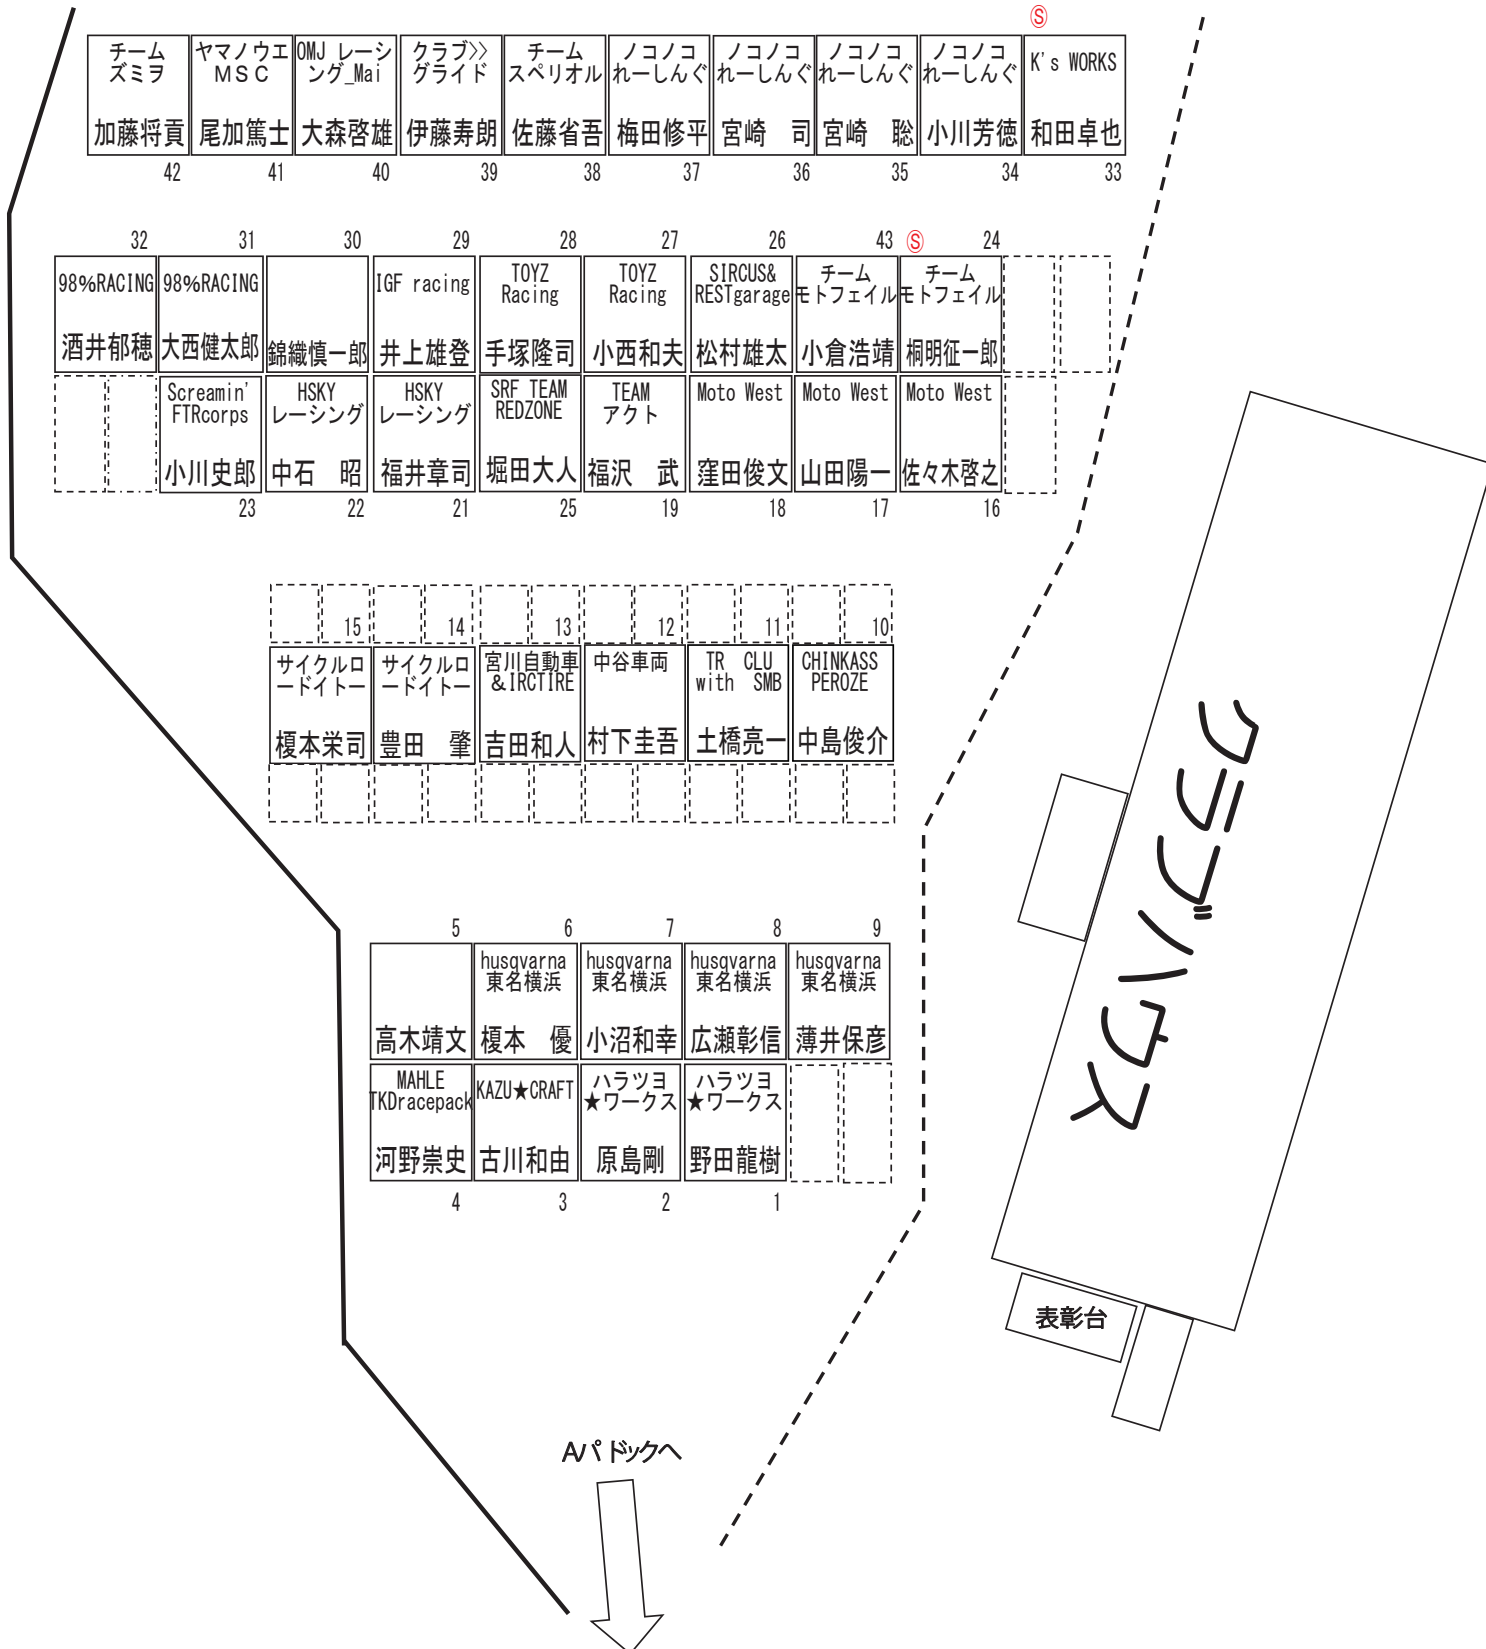 Ⓢ
チーム
ズミヲ
加藤将貢
42
ヤマノウエ
ＭＳＣ
尾加篤士
41
OMJ レーシ
ング_Mai
大森啓雄
40
クラブ>>
グライド
伊藤寿朗
39
チーム
スペリオル
佐藤省吾
38
ノコノコ
れーしんぐ
梅田修平
37
ノコノコ
れーしんぐ
宮崎　司
36
ノコノコ
れーしんぐ
宮崎　聡
35
ノコノコ
れーしんぐ
小川芳徳
34
K's WORKS
和田卓也
33
32
98%RACING
酒井郁穂
31
98%RACING
大西健太郎
30
錦織慎一郎
29
IGF racing
井上雄登
28
TOYZ
Racing
手塚隆司
27
TOYZ
Racing
小西和夫
26
SIRCUS&
RESTgarage
松村雄太
43
チーム
モトフェイル
小倉浩靖
Ⓢ
24
チーム
モトフェイル
桐明征一郎
Screamin'
FTRcorps
小川史郎
23
HSKY
レーシング
中石　昭
22
HSKY
レーシング
福井章司
21
SRF TEAM
REDZONE
堀田大人
25
TEAM
アクト
福沢　武
19
Moto West
窪田俊文
18
Moto West
山田陽一
17
Moto West
佐々木啓之
16
15
サイクルロ
ードイトー
榎本栄司
14
サイクルロ
ードイトー
豊田　肇
13
宮川自動車
＆IRCTIRE
吉田和人
12
中谷車両
村下圭吾
11
TR CLU
with SMB
土橋亮一
10
CHINKASS
PEROZE
中島俊介
クラブハウス
5
高木靖文
6
husqvarna
東名横浜
榎本　優
7
husqvarna
東名横浜
小沼和幸
8
husqvarna
東名横浜
広瀬彰信
9
husqvarna
東名横浜
薄井保彦
MAHLE
TKDracepack
河野崇史
4
KAZU★CRAFT
古川和由
3
ハラツヨ
★ワークス
原島剛
2
ハラツヨ
★ワークス
野田龍樹
1
表彰台
Aパドックへ